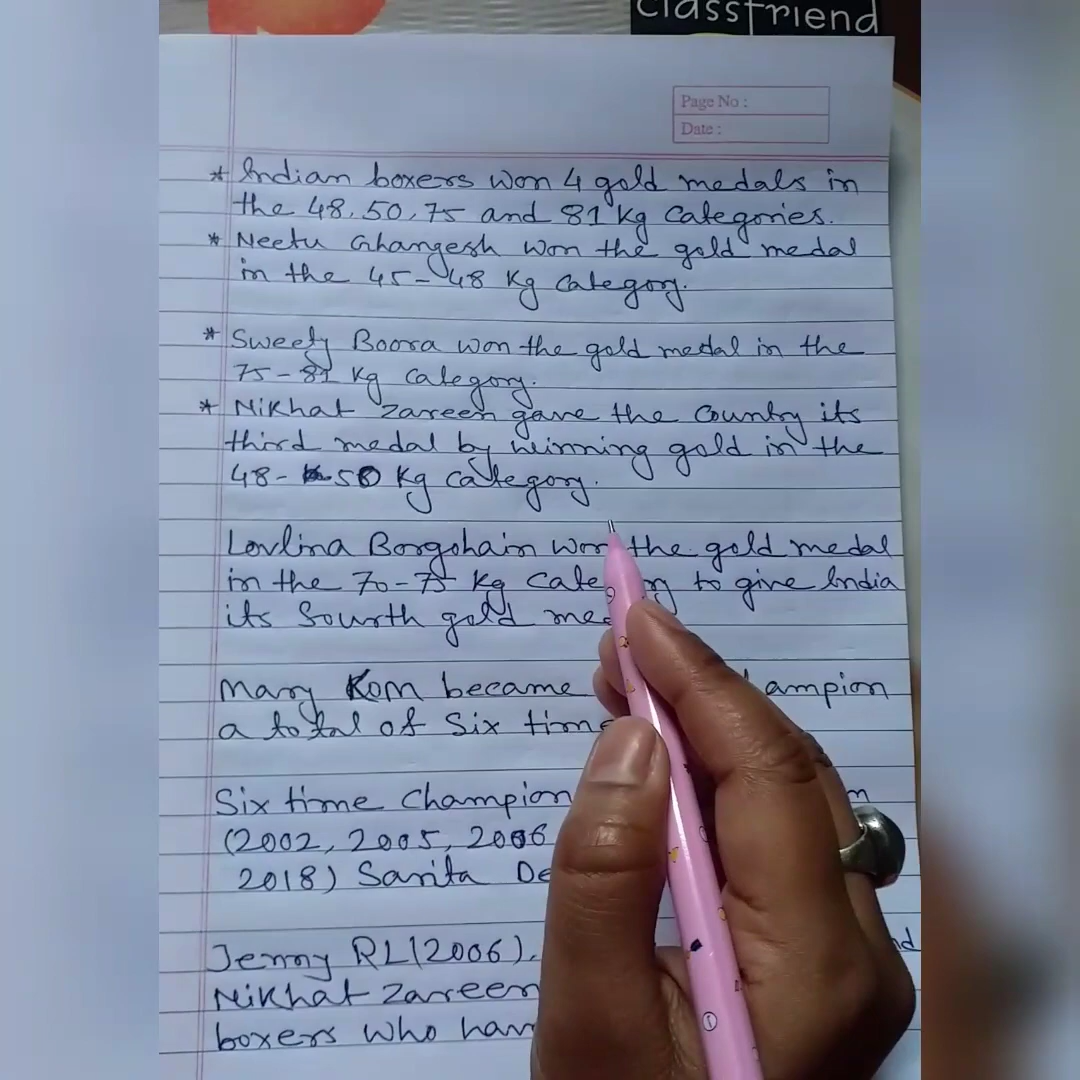 classfriend
Page No :
Date :
* Indian boxers won 4 gold medals in
the 48, 50, 75 and 81 kg categories.
* Neetu Ghangesh won the gold medal
in the 45-48 kg category.
* Sweety Boora won the gold medal in the
75-81 kg category.
* Nikhat Zareen gave the country its
third medal by winning gold in the
48-50 kg category.
Lovlina Borgohain won the gold medal
in the 70-75 kg category to give India
its fourth gold
Mary Kom became
a total of Six
Six time Champion
(2002, 2005, 2006
2018) Sarita
Jenny RL (2006),
Nikhat Zareen
boxers who